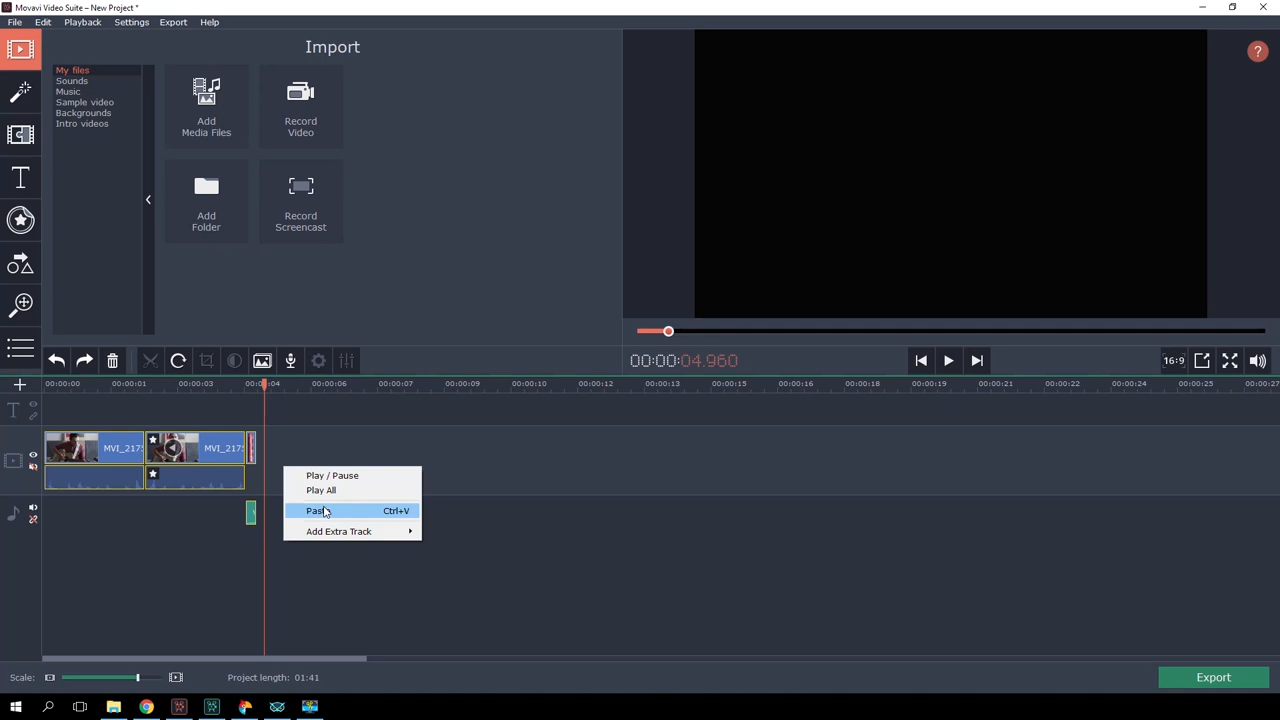 Movavi Video Suite – New Project *
File Edit Playback Settings Export Help
Import
?
My files
Sounds
Music
Sample video
Backgrounds
Intro videos
Add
Media Files
Record
Video
Add
Folder
Record
Screencast
00:00:04.960
16:9
00:00:00 00:00:01 00:00:03 00:00:04 00:00:06 00:00:07 00:00:09 00:00:10 00:00:12 00:00:13 00:00:15 00:00:16 00:00:18 00:00:19 00:00:21 00:00:22 00:00:24 00:00:25 00:00:27
Play / Pause
Play All
Ctrl+V
Add Extra Track
Scale:
Project length: 01:41
Export